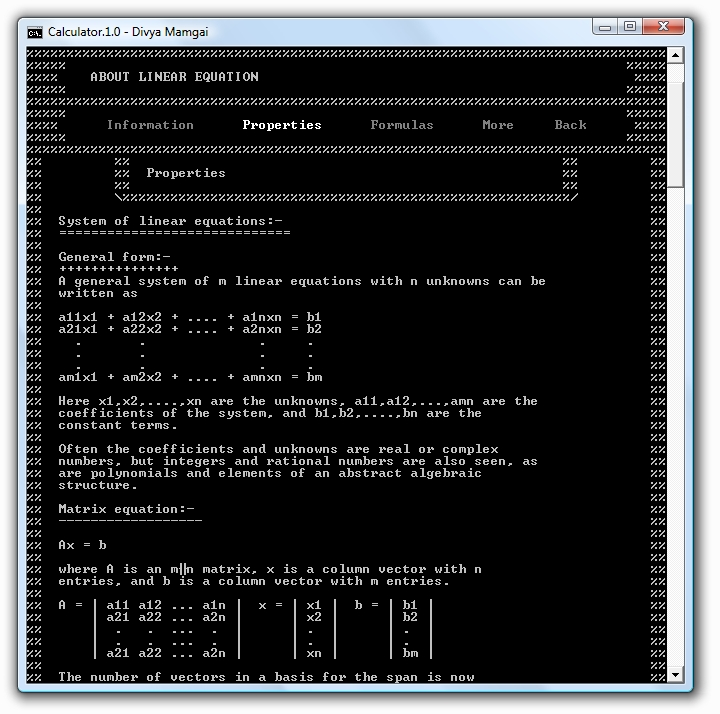 Calculator.1.0 - Divya Mamgai
ABOUT LINEAR EQUATION
Information Properties Formulas More Back
Properties
System of linear equations:-
=============================
General form:-
+++++++++++++++
A general system of m linear equations with n unknowns can be
written as
a11x1 + a12x2 + .... + a1nxn = b1
a21x1 + a22x2 + .... + a2nxn = b2
. . . .
. . . .
. . . .
am1x1 + am2x2 + .... + amnxn = bm
Here x1,x2,....,xn are the unknowns, a11,a12,...,amn are the
coefficients of the system, and b1,b2,....,bn are the
constant terms.
Often the coefficients and unknowns are real or complex
numbers, but integers and rational numbers are also seen, as
are polynomials and elements of an abstract algebraic
structure.
Matrix equation:-
------------------
Ax = b
where A is an m╫n matrix, x is a column vector with n
entries, and b is a column vector with m entries.
A = | a11 a12 ... a1n | x = | x1 | b = | b1 |
| a21 a22 ... a2n | | x2 | | b2 |
| . . ... . | | . | | . |
| . . ... . | | . | | . |
| a21 a22 ... a2n | | xn | | bm |
The number of vectors in a basis for the span is now